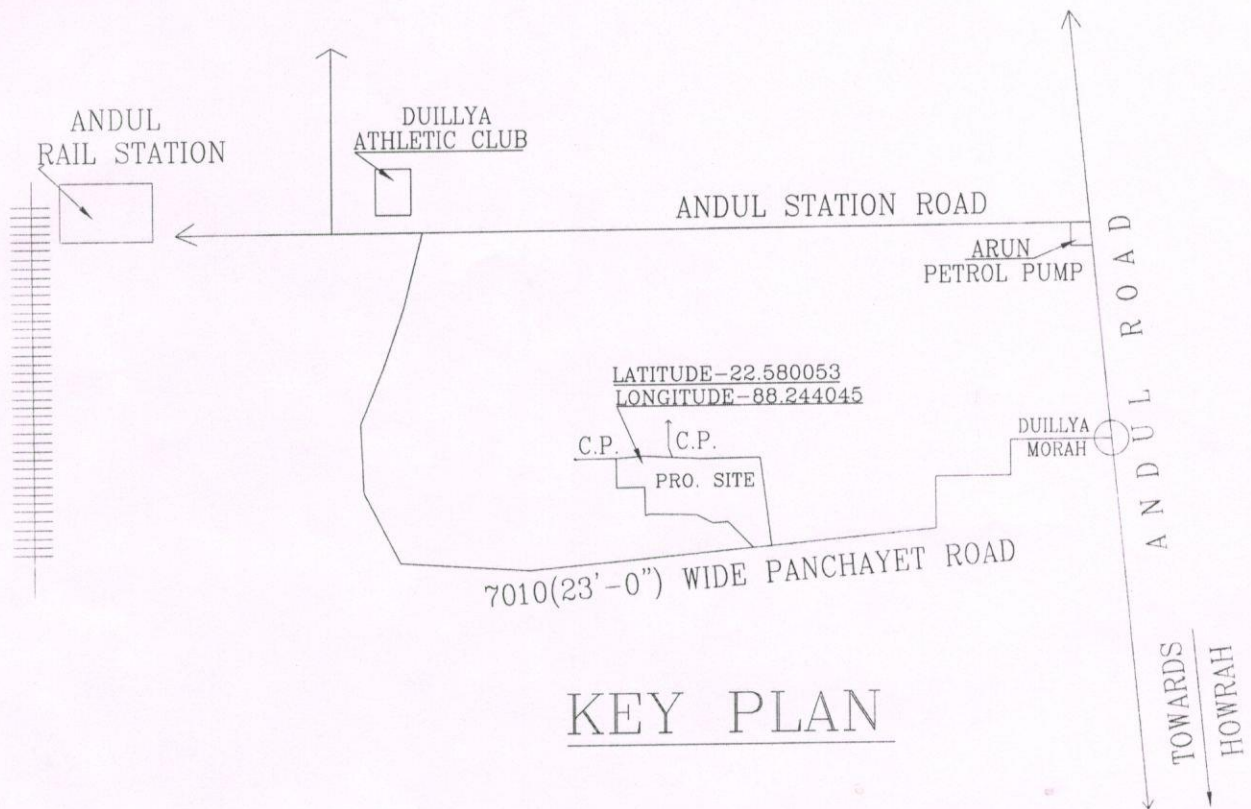 ANDUL
RAIL STATION
DUILLYA
ATHLETIC CLUB
ANDUL STATION ROAD
ARUN
PETROL PUMP
ANDUL ROAD
LATITUDE-22.580053
LONGITUDE-88.244045
C.P.
C.P.
PRO. SITE
DUILLYA
MORAH
7010(23'-0") WIDE PANCHAYET ROAD
KEY PLAN
TOWARDS
HOWRAH